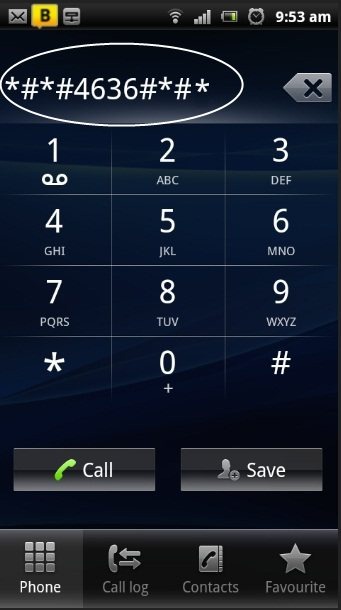 B
9:53 am
*#*#4636#*#*
1 2 3
ABC DEF
4 5 6
GHI JKL MNO
7 8 9
PQRS TUV WXYZ
* 0 #
+
Call Save
Phone Call log Contacts Favourite